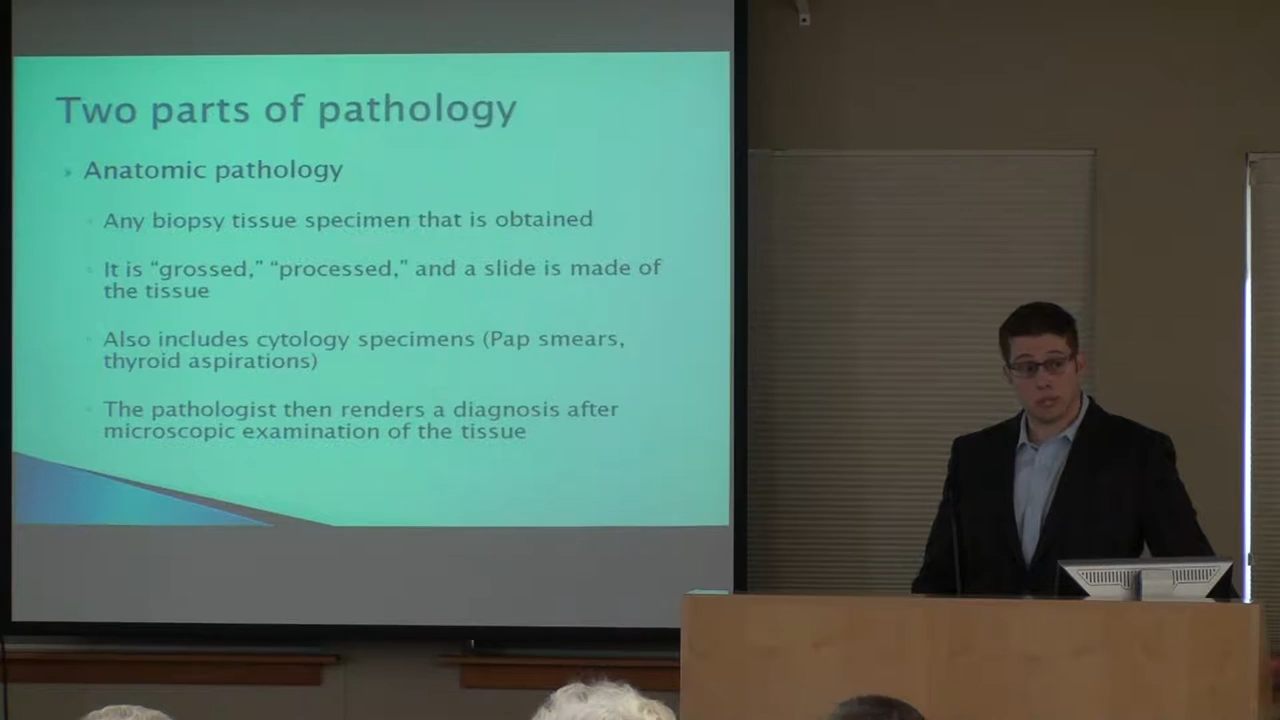 Two parts of pathology
Anatomic pathology
Any biopsy tissue specimen that is obtained
It is “grossed,” “processed,” and a slide is made of
the tissue
Also includes cytology specimens (Pap smears,
thyroid aspirations)
The pathologist then renders a diagnosis after
microscopic examination of the tissue